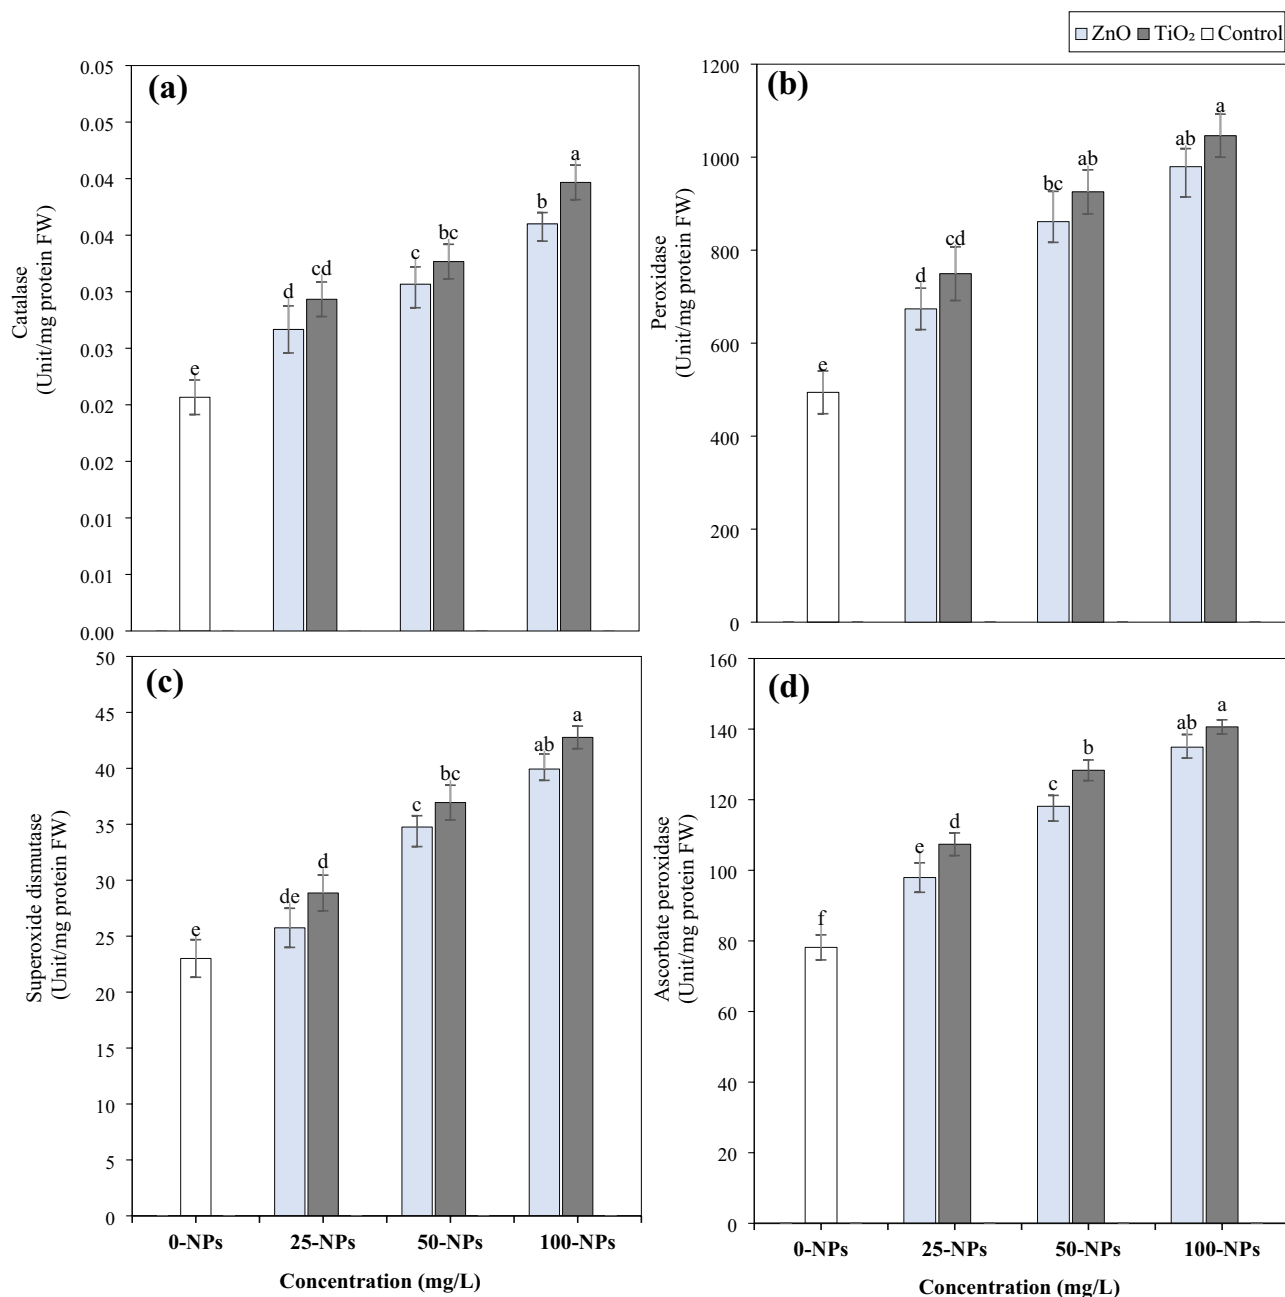 ZnO TiO₂ Control
(a)
Catalase
(Unit/mg protein FW)
0.05
0.05
0.04
0.04
0.03
0.03
0.02
0.02
0.01
0.01
0.00
e
d
cd
c
bc
b
a
(b)
Peroxidase
(Unit/mg protein FW)
1200
1000
800
600
400
200
0
e
d
cd
bc
ab
ab
a
(c)
Superoxide dismutase
(Unit/mg protein FW)
50
45
40
35
30
25
20
15
10
5
0
e
de
d
c
bc
ab
a
0-NPs 25-NPs 50-NPs 100-NPs
Concentration (mg/L)
(d)
Ascorbate peroxidase
(Unit/mg protein FW)
160
140
120
100
80
60
40
20
0
f
e
d
c
b
ab
a
0-NPs 25-NPs 50-NPs 100-NPs
Concentration (mg/L)